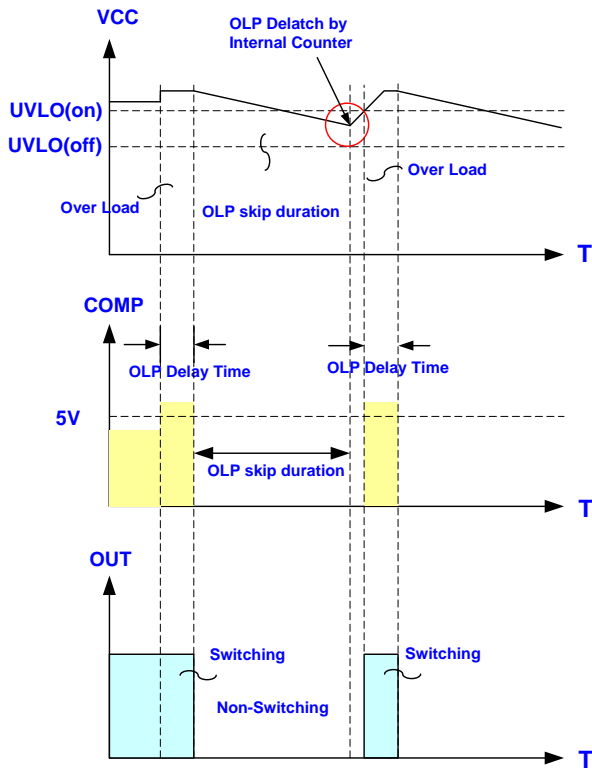 VCC
OLP Delatch by
Internal Counter
UVLO(on)
UVLO(off)
Over Load
Over Load
OLP skip duration
T
COMP
OLP Delay Time
OLP Delay Time
5V
OLP skip duration
T
OUT
Switching
Switching
Non-Switching
T